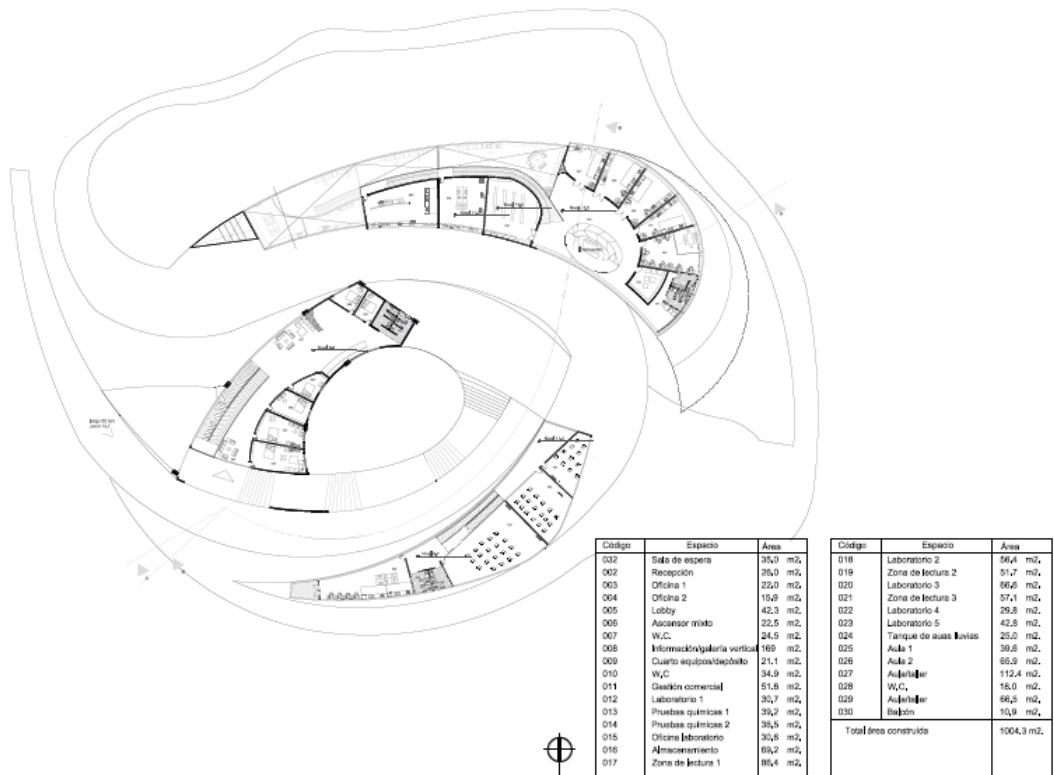 Código Espacio Área
032 Sala de espera 35,0 m2,
002 Recepción 26,0 m2,
003 Oficina 1 22,0 m2,
004 Oficina 2 15,9 m2,
005 Lobby 42,3 m2,
006 Ascensor mixto 22,5 m2,
007 W.C. 24,5 m2,
008 Información/galería vertical 169 m2,
009 Cuarto equipos/depósito 21,1 m2,
010 W,C 34,9 m2,
011 Gestión comercial 51,8 m2,
012 Laboratorio 1 30,7 m2,
013 Pruebas químicas 1 39,2 m2,
014 Pruebas químicas 2 38,5 m2,
015 Oficina laboratorio 30,6 m2,
016 Almacenamiento 69,2 m2,
017 Zona de lectura 1 86,4 m2,
Código Espacio Área
018 Laboratorio 2 56,4 m2,
019 Zona de lectura 2 51,7 m2,
020 Laboratorio 3 66,6 m2,
021 Zona de lectura 3 57,1 m2,
022 Laboratorio 4 29,8 m2,
023 Laboratorio 5 42,8 m2,
024 Tanque de auas lluvias 25,0 m2,
025 Aula 1 39,6 m2,
026 Aula 2 65,9 m2,
027 Aula/taller 112,4 m2,
028 W,C, 18,0 m2,
029 Aula/taller 66,5 m2,
030 Balcón 10,9 m2,
Total área construida 1004,3 m2,